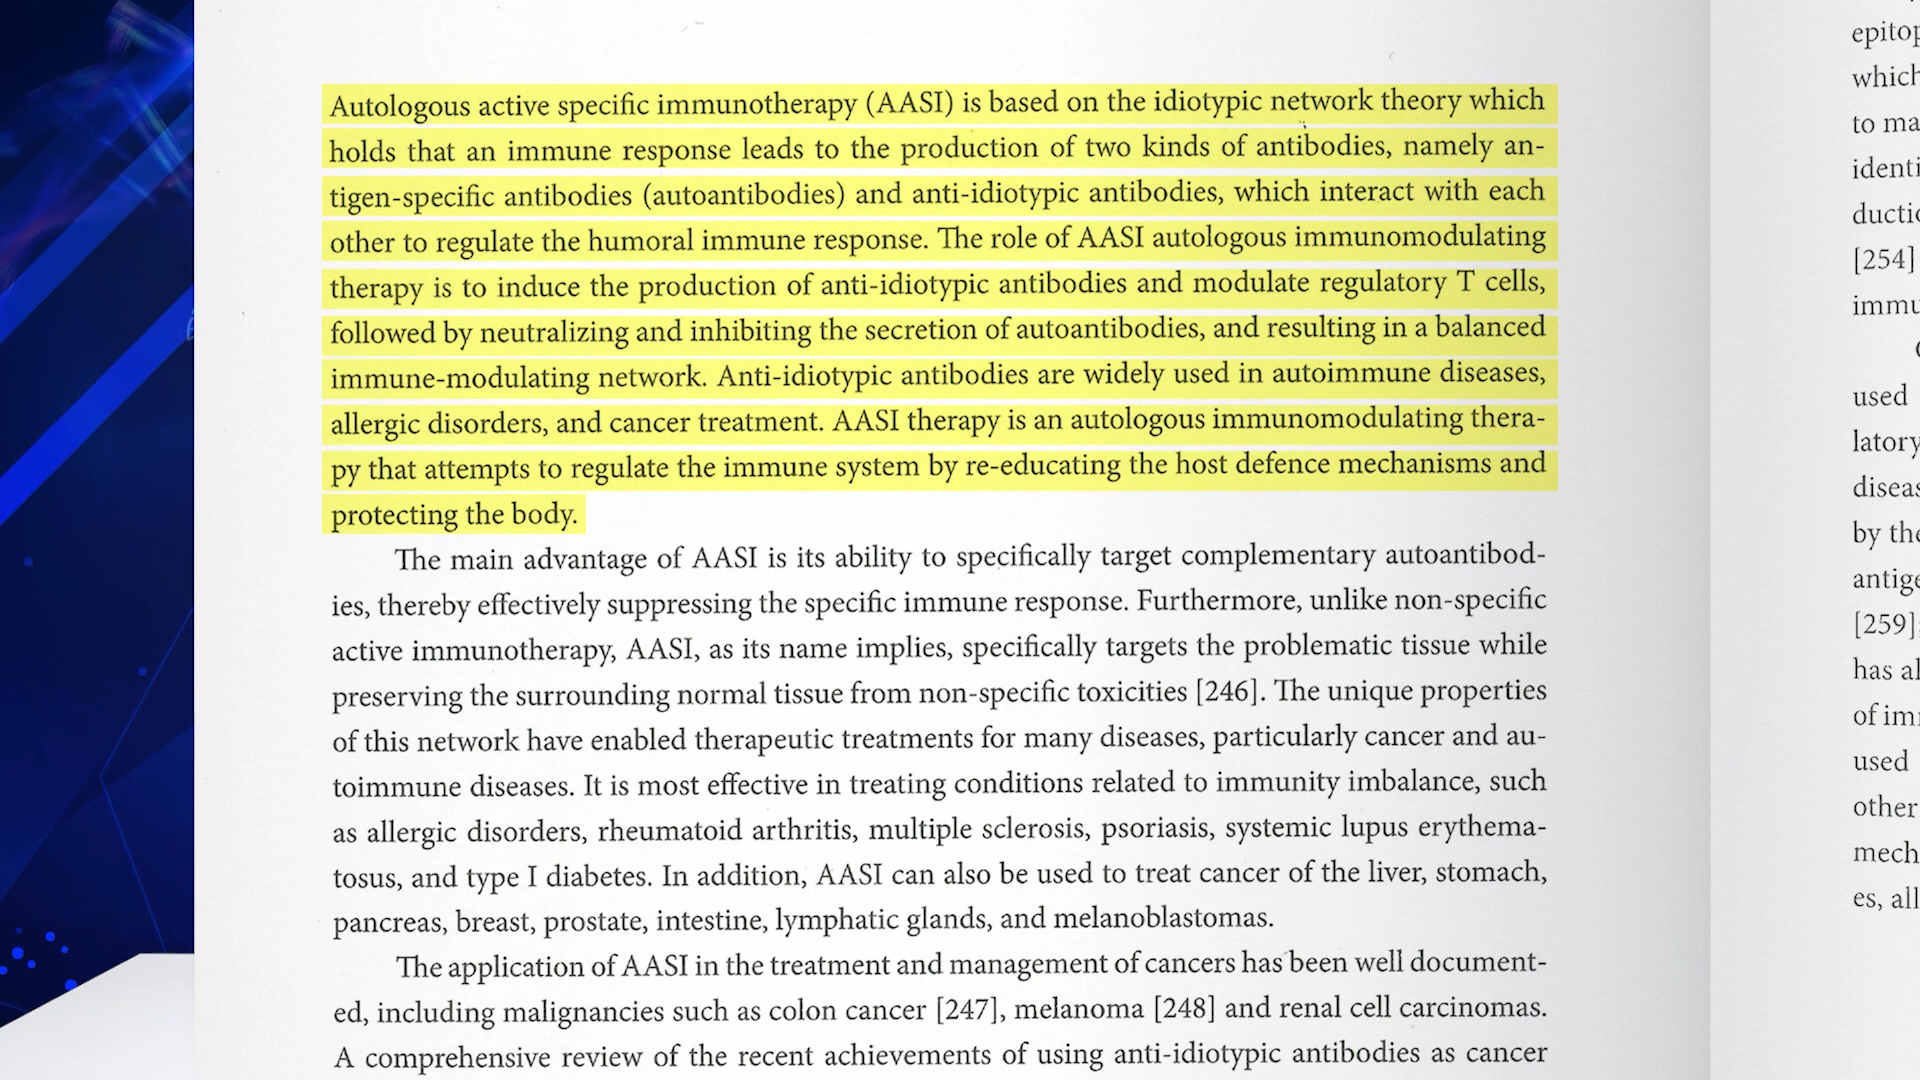 Autologous active specific immunotherapy (AASI) is based on the idiotypic network theory which
holds that an immune response leads to the production of two kinds of antibodies, namely an-
tigen-specific antibodies (autoantibodies) and anti-idiotypic antibodies, which interact with each
other to regulate the humoral immune response. The role of AASI autologous immunomodulating
therapy is to induce the production of anti-idiotypic antibodies and modulate regulatory T cells,
followed by neutralizing and inhibiting the secretion of autoantibodies, and resulting in a balanced
immune-modulating network. Anti-idiotypic antibodies are widely used in autoimmune diseases,
allergic disorders, and cancer treatment. AASI therapy is an autologous immunomodulating thera-
py that attempts to regulate the immune system by re-educating the host defence mechanisms and
protecting the body.
The main advantage of AASI is its ability to specifically target complementary autoantibod-
ies, thereby effectively suppressing the specific immune response. Furthermore, unlike non-specific
active immunotherapy, AASI, as its name implies, specifically targets the problematic tissue while
preserving the surrounding normal tissue from non-specific toxicities [246]. The unique properties
of this network have enabled therapeutic treatments for many diseases, particularly cancer and au-
toimmune diseases. It is most effective in treating conditions related to immunity imbalance, such
as allergic disorders, rheumatoid arthritis, multiple sclerosis, psoriasis, systemic lupus erythema-
tosus, and type I diabetes. In addition, AASI can also be used to treat cancer of the liver, stomach,
pancreas, breast, prostate, intestine, lymphatic glands, and melanoblastomas.
The application of AASI in the treatment and management of cancers has been well document-
ed, including malignancies such as colon cancer [247], melanoma [248] and renal cell carcinomas.
A comprehensive review of the recent achievements of using anti-idiotypic antibodies as cancer
epitop
which
to ma
identi
ductio
[254]
immu
used
latory
diseas
by the
antige
[259]
has al
of im
used
other
mech
es, all